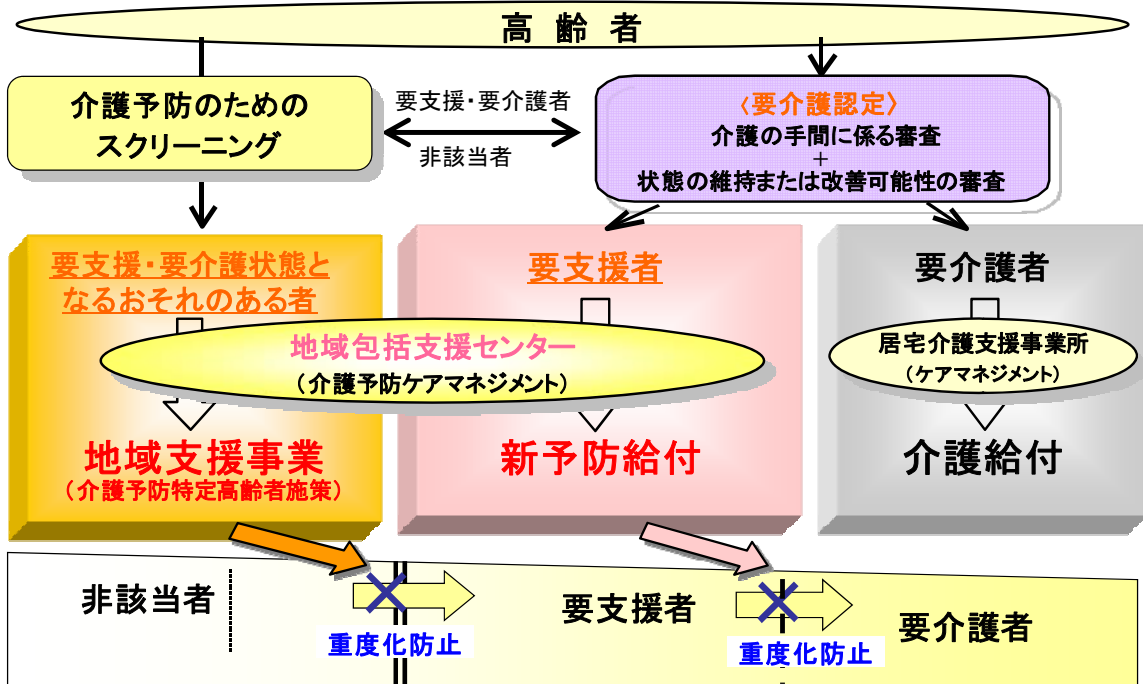 高 齢 者
介護予防のための
スクリーニング
要支援・要介護者
非該当者
〈要介護認定〉
介護の手間に係る審査
+
状態の維持または改善可能性の審査
要支援・要介護状態と
なるおそれのある者
要支援者
要介護者
地域包括支援センター
（介護予防ケアマネジメント）
居宅介護支援事業所
（ケアマネジメント）
地域支援事業
（介護予防特定高齢者施策）
新予防給付
介護給付
非該当者
重度化防止
要支援者
重度化防止
要介護者